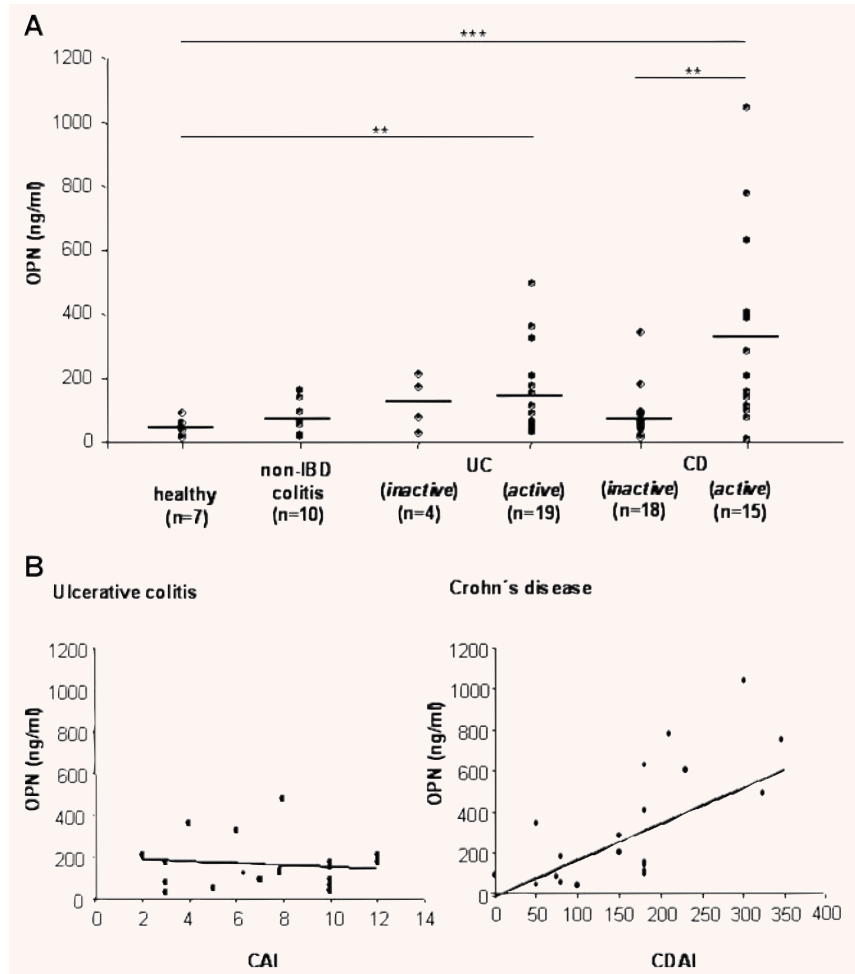 A
***
**
**
1200
1000
800
600
400
200
0
OPN (ng/ml)
healthy
(n=7)
non-IBD
colitis
(n=10)
UC
(inactive)
(n=4)
(active)
(n=19)
CD
(inactive)
(n=18)
(active)
(n=15)
B
Ulcerative colitis
1200
1000
800
600
400
200
0
OPN (ng/ml)
0 2 4 6 8 10 12 14
CAI
Crohn´s disease
1200
1000
800
600
400
200
0
OPN (ng/ml)
0 50 100 150 200 250 300 350 400
CDAI